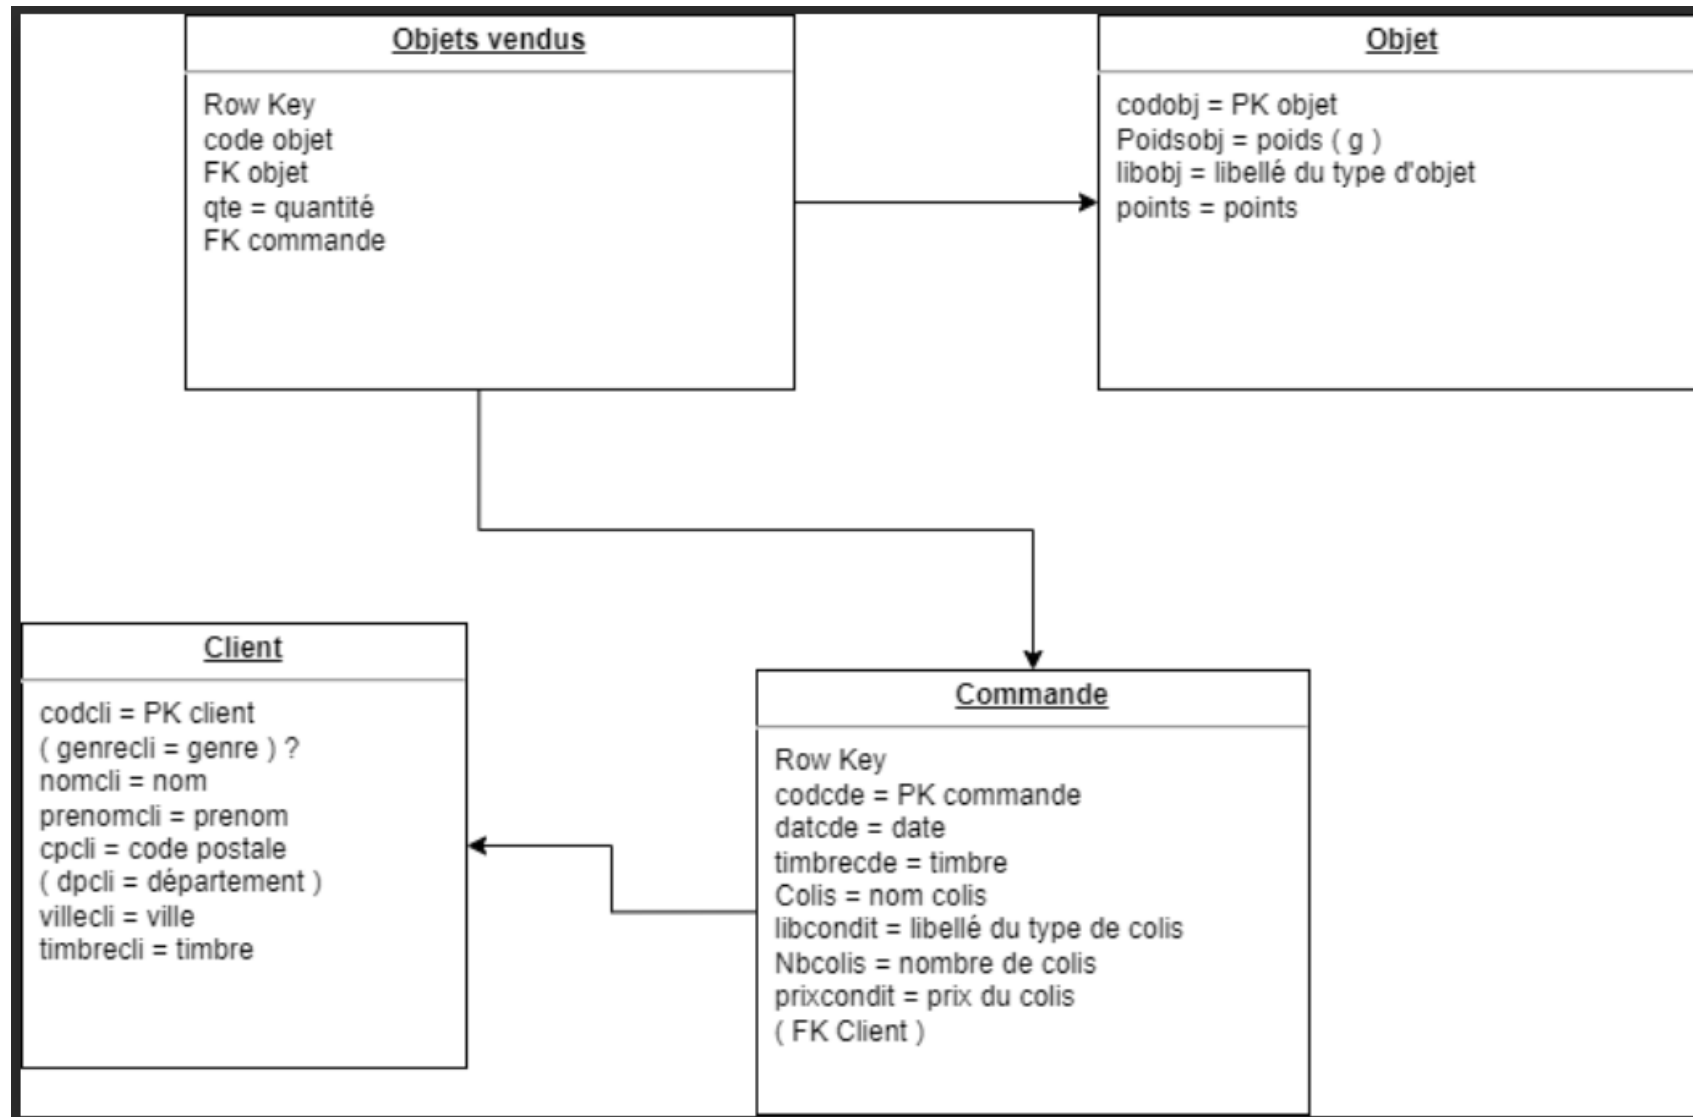 Objets vendus
Row Key
code objet
FK objet
qte = quantité
FK commande
Objet
codobj = PK objet
Poidsobj = poids ( g )
libobj = libellé du type d'objet
points = points
Client
codcli = PK client
( genrecli = genre ) ?
nomcli = nom
prenomcli = prenom
cpcli = code postale
( dpcli = département )
villecli = ville
timbrecli = timbre
Commande
Row Key
codcde = PK commande
datcde = date
timbrecde = timbre
Colis = nom colis
libcondit = libellé du type de colis
Nbcolis = nombre de colis
prixcondit = prix du colis
( FK Client )